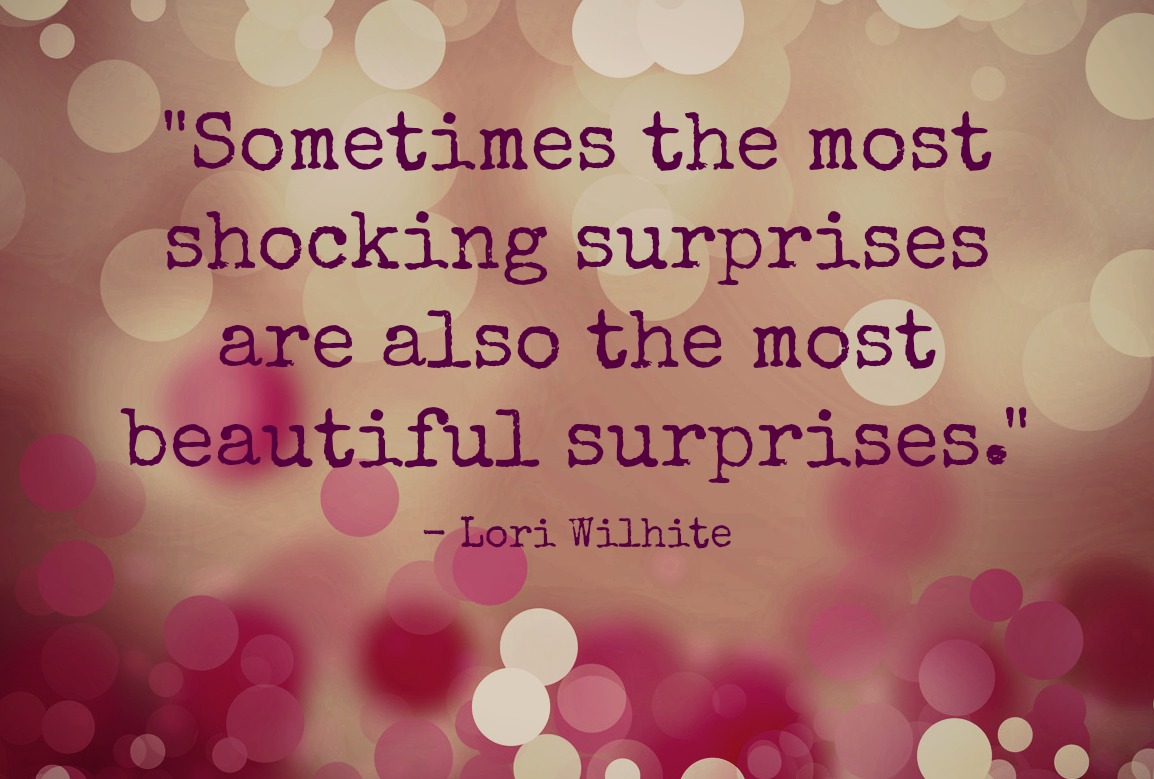 "Sometimes the most
shocking surprises
are also the most
beautiful surprises."
- Lori Wilhite